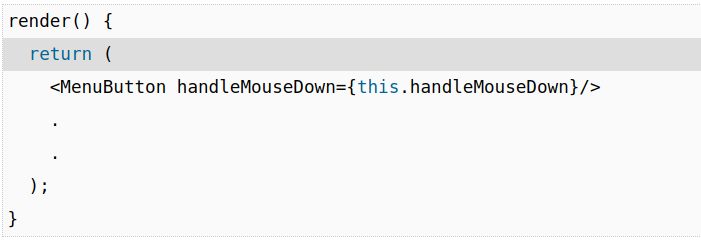 render() {
  return (
    <MenuButton handleMouseDown={this.handleMouseDown}/>
    .
    .
  );
}